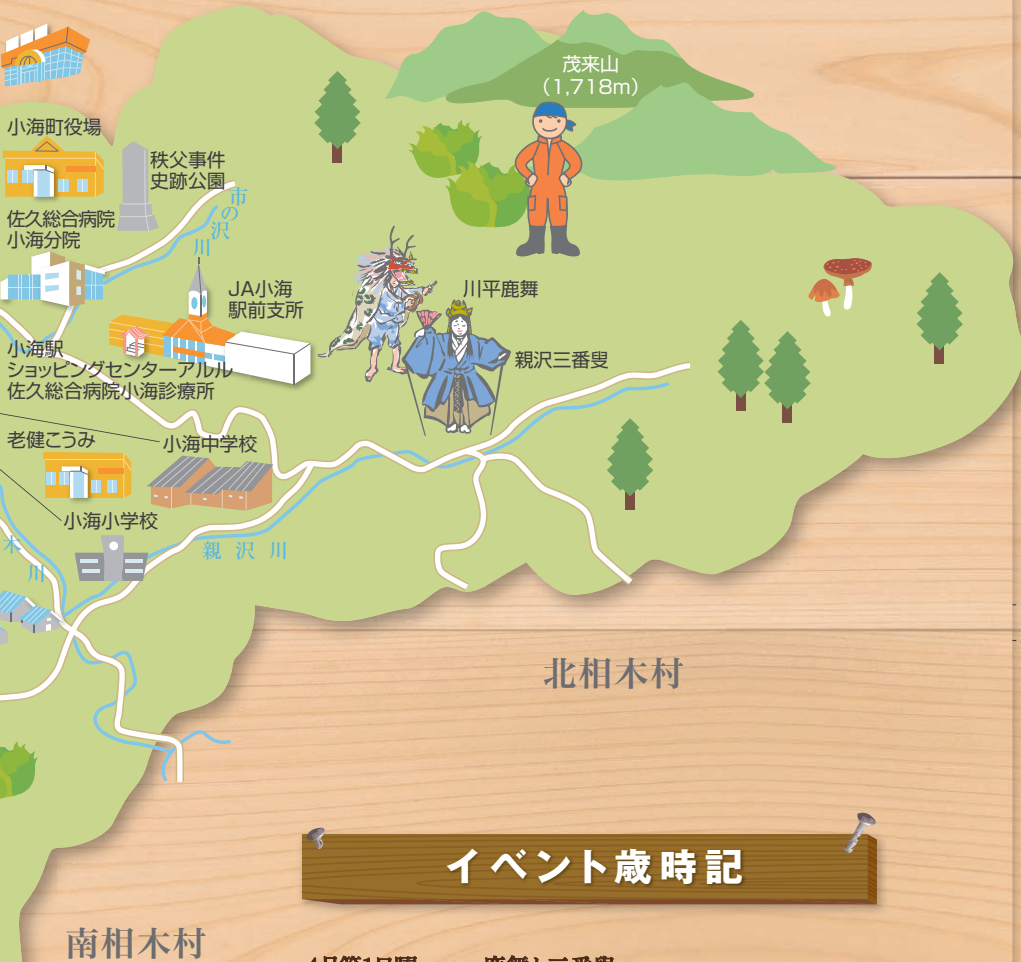 茂来山
（1,718m）
小海町役場
秩父事件
史跡公園
市の沢川
佐久総合病院
小海分院
JA小海
駅前支所
川平鹿舞
親沢三番叟
小海駅
ショッピングセンターアルル
佐久総合病院小海診療所
老健こうみ
小海中学校
小海小学校
親沢川
木川
北相木村
イベント歳時記
南相木村